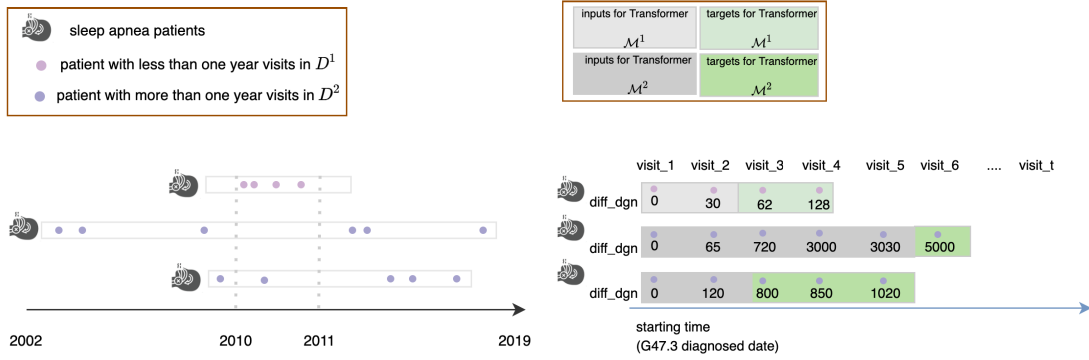 sleep apnea patients
patient with less than one year visits in D¹
patient with more than one year visits in D²
2002
2010
2011
2019
inputs for Transformer
ℳ¹
targets for Transformer
ℳ¹
inputs for Transformer
ℳ²
targets for Transformer
ℳ²
visit_1 visit_2 visit_3 visit_4 visit_5 visit_6 .... visit_t
diff_dgn 0 30 62 128
diff_dgn 0 65 720 3000 3030 5000
diff_dgn 0 120 800 850 1020
starting time
(G47.3 diagnosed date)